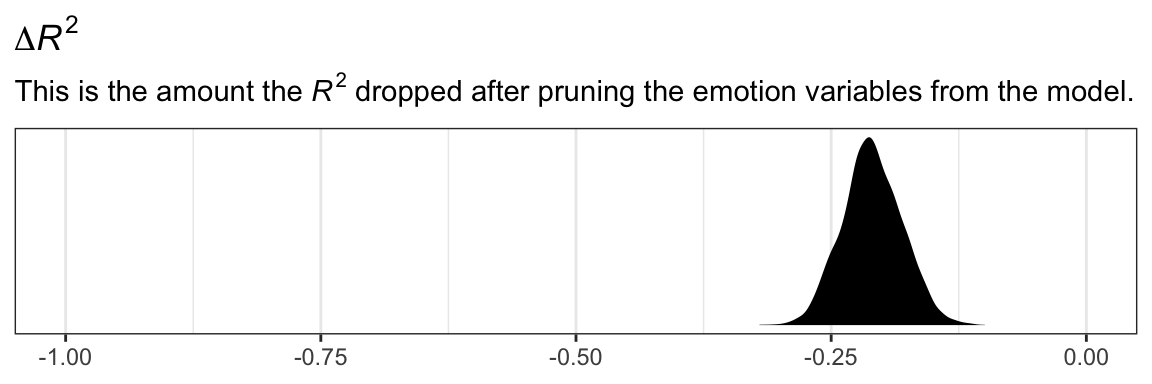 ΔR²
This is the amount the R² dropped after pruning the emotion variables from the model.
-1.00 -0.75 -0.50 -0.25 0.00